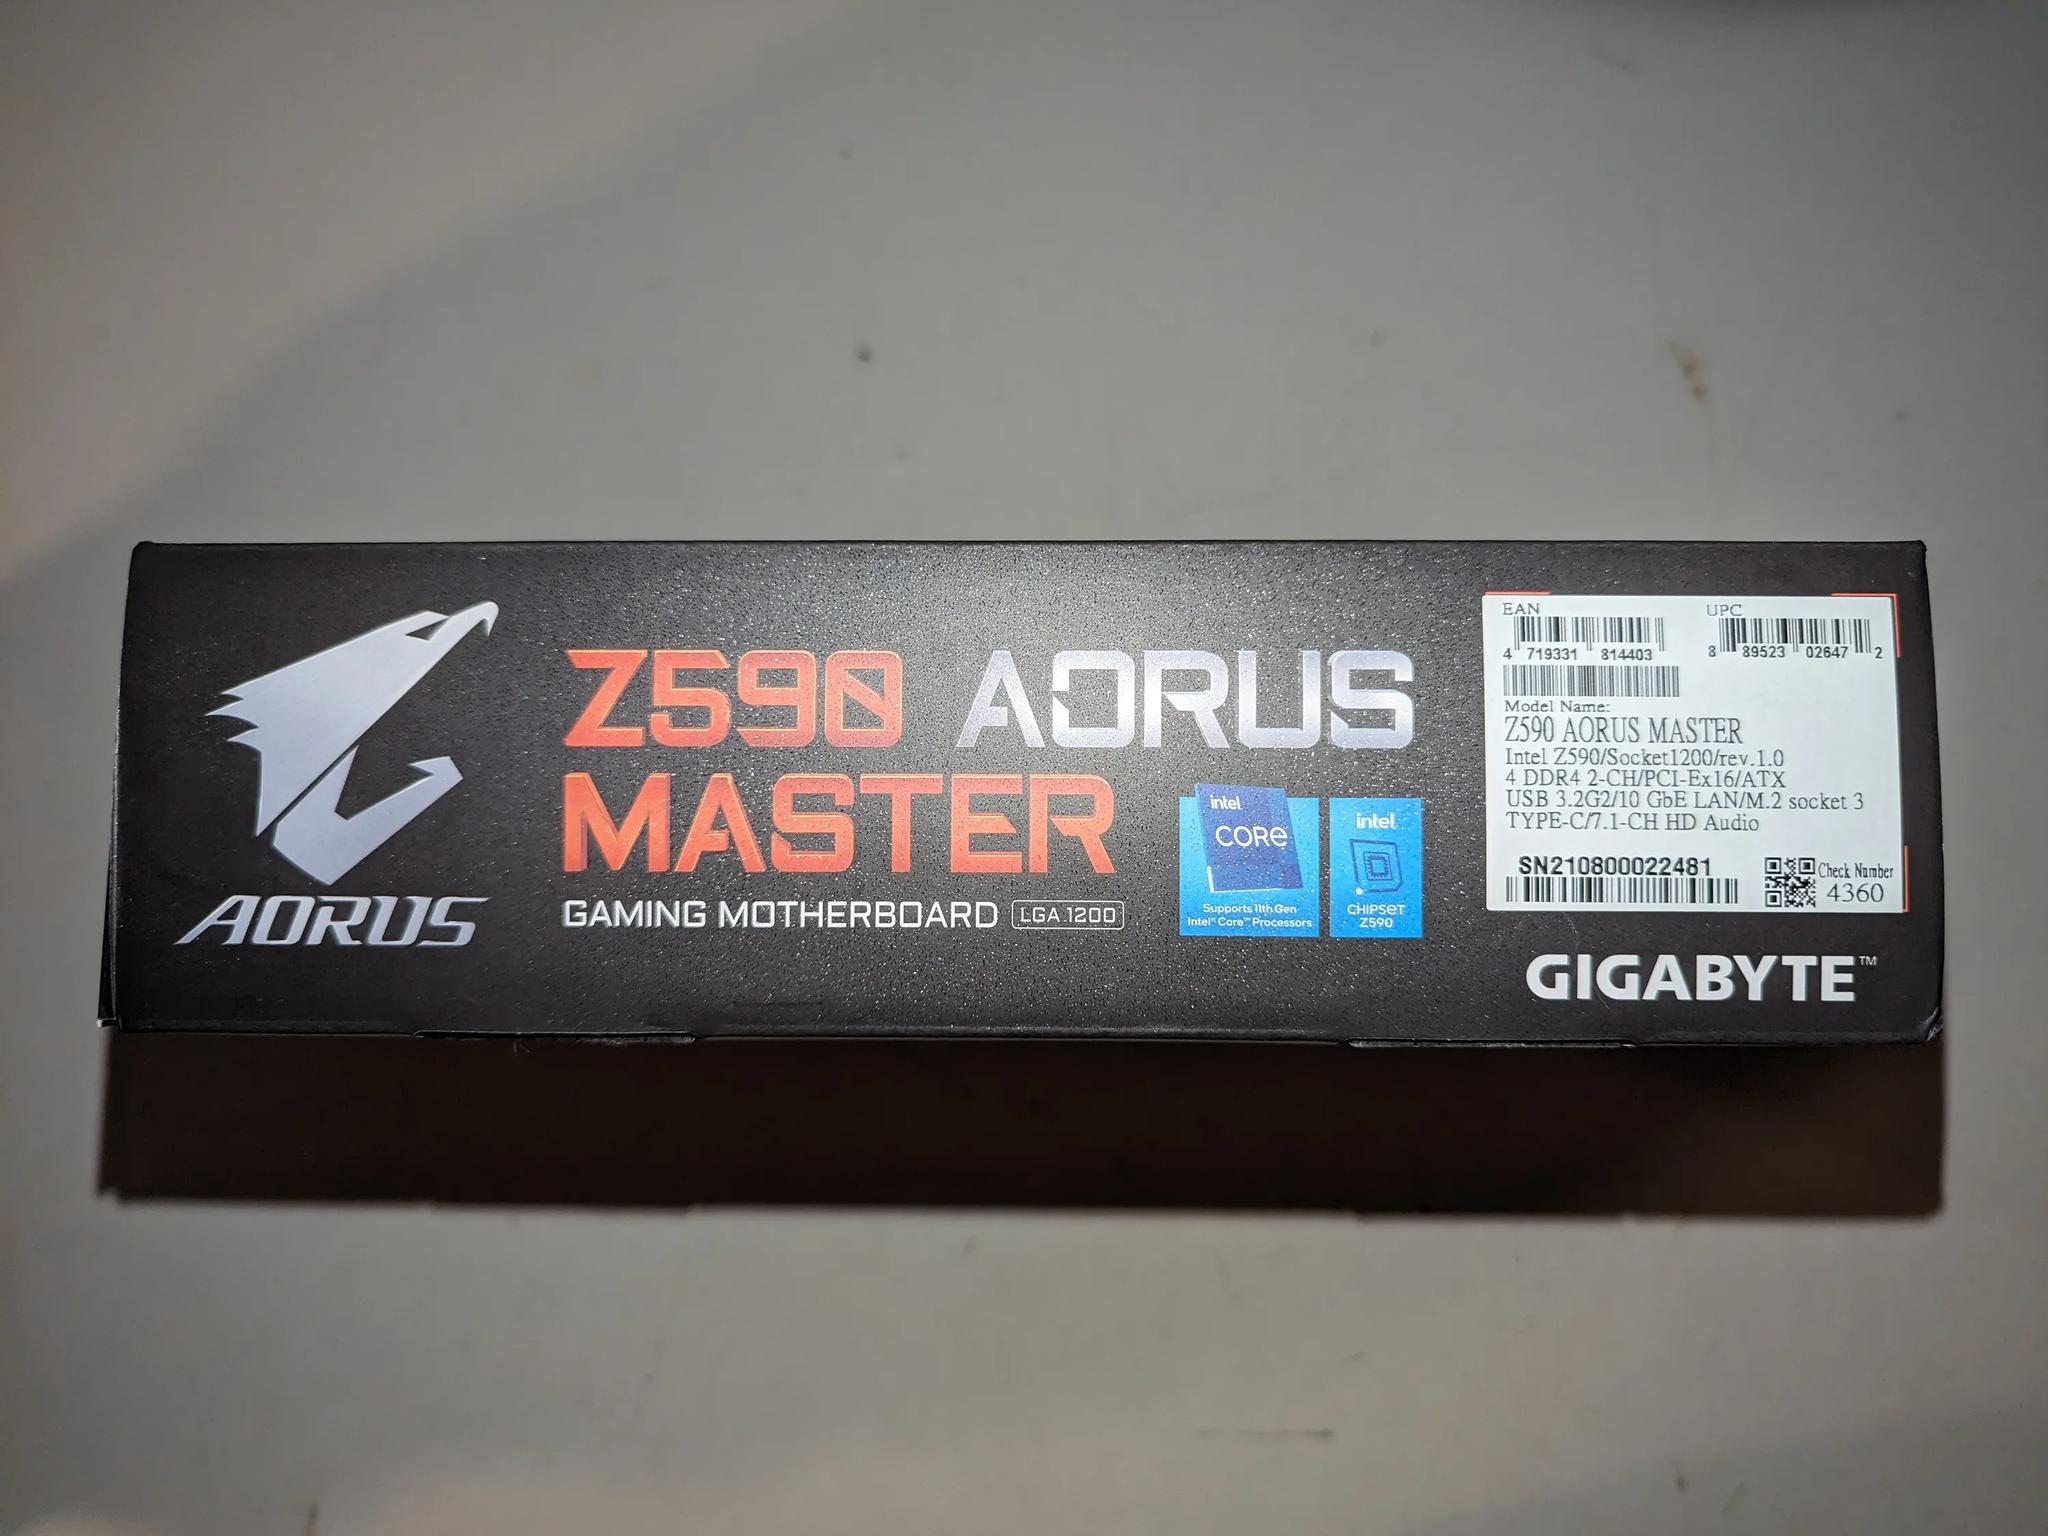 AORUS
Z590 AORUS
MASTER
GAMING MOTHERBOARD LGA 1200
intel
CORE
Supports 11th Gen
Intel® Core™ Processors
intel
CHIPSET
Z590
EAN
4 719331 814403
UPC
8 89523 02647 2
Model Name:
Z590 AORUS MASTER
Intel Z590/Socket1200/rev.1.0
4 DDR4 2-CH/PCI-Ex16/ATX
USB 3.2G2/10 GbE LAN/M.2 socket 3
TYPE-C/7.1-CH HD Audio
SN210800022481
Check Number
4360
GIGABYTE™